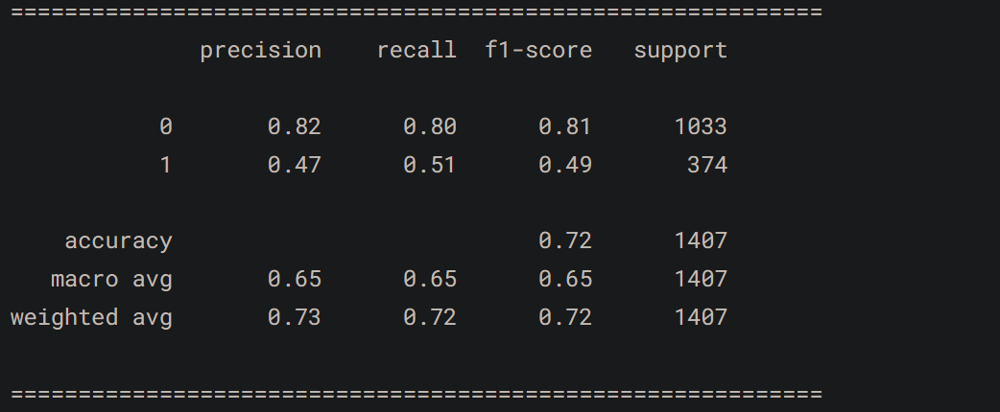 ============================================================
              precision    recall  f1-score   support

           0       0.82      0.80      0.81      1033
           1       0.47      0.51      0.49       374

    accuracy                           0.72      1407
   macro avg       0.65      0.65      0.65      1407
weighted avg       0.73      0.72      0.72      1407

============================================================